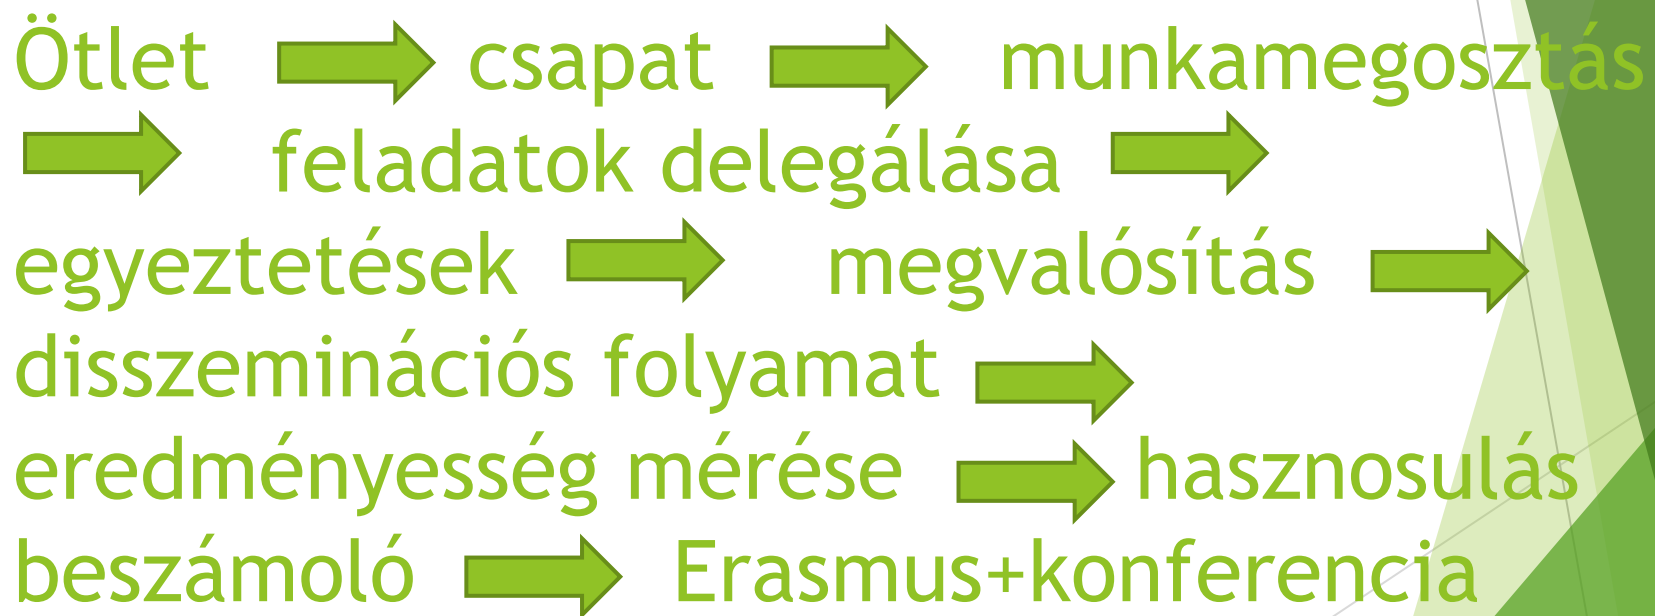 Ötlet csapat munkamegosztás
feladatok delegálása
egyeztetések megvalósítás
disszeminációs folyamat
eredményesség mérése hasznosulás
beszámoló Erasmus+konferencia